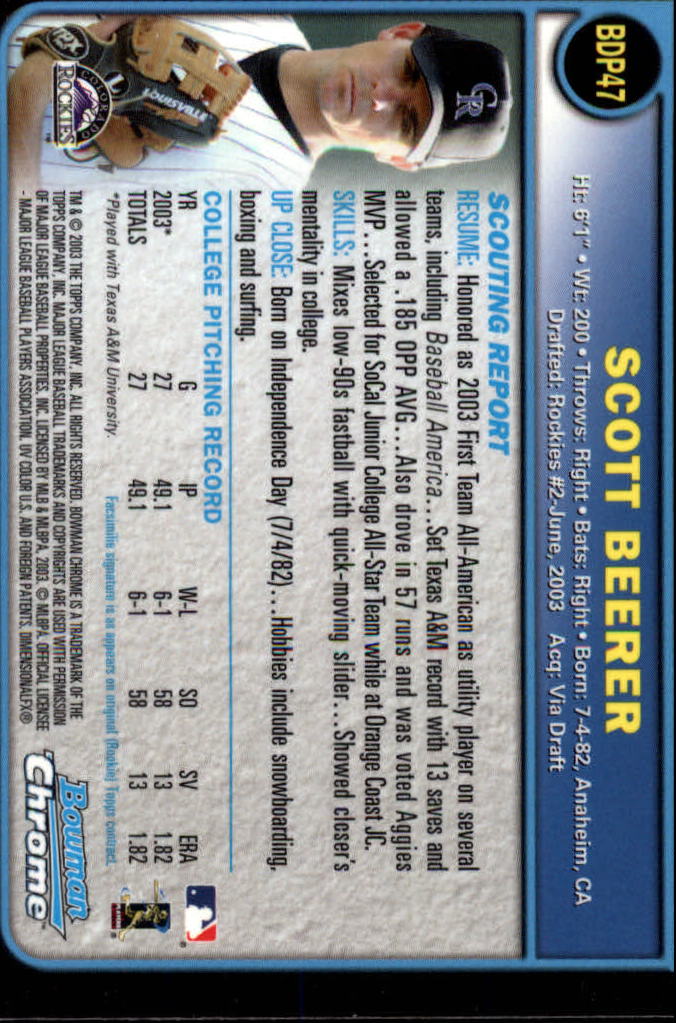 BDP47
SCOTT BEERER
Ht: 6'1" • Wt: 200 • Throws: Right • Bats: Right • Born: 7-4-82, Anaheim, CA
Drafted: Rockies #2-June, 2003 Acq: Via Draft
CR
SCOUTING REPORT
RESUME: Honored as 2003 First Team All-American as utility player on several
teams, including Baseball America...Set Texas A&M record with 13 saves and
allowed a .185 OPP AVG...Also drove in 57 runs and was voted Aggies
MVP...Selected for SoCal Junior College All-Star Team while at Orange Coast JC.
SKILLS: Mixes low-90s fastball with quick-moving slider...Showed closer's
mentality in college.
UP CLOSE: Born on Independence Day (7/4/82)...Hobbies include snowboarding,
boxing and surfing.
COLLEGE PITCHING RECORD
YR G IP W-L SO SV ERA
2003* 27 49.1 6-1 58 13 1.82
TOTALS 27 49.1 6-1 58 13 1.82
*Played with Texas A&M University.
Facsimile signature is as appears on original (Rookie) Topps contract.
TM & © 2003 THE TOPPS COMPANY, INC. ALL RIGHTS RESERVED. BOWMAN CHROME IS A TRADEMARK OF THE
TOPPS COMPANY, INC. MAJOR LEAGUE BASEBALL TRADEMARKS AND COPYRIGHTS ARE USED WITH PERMISSION
OF MAJOR LEAGUE BASEBALL PROPERTIES, INC. LICENSED BY MLB & MLBPA, 2003. © MLBPA. OFFICIAL LICENSEE
- MAJOR LEAGUE BASEBALL PLAYERS ASSOCIATION. UV COLOR U.S. AND FOREIGN PATENTS. DIMENSIONALFX®
COLORADO
ROCKIES
TPX
L
PLAYERS
Bowman
Chrome™